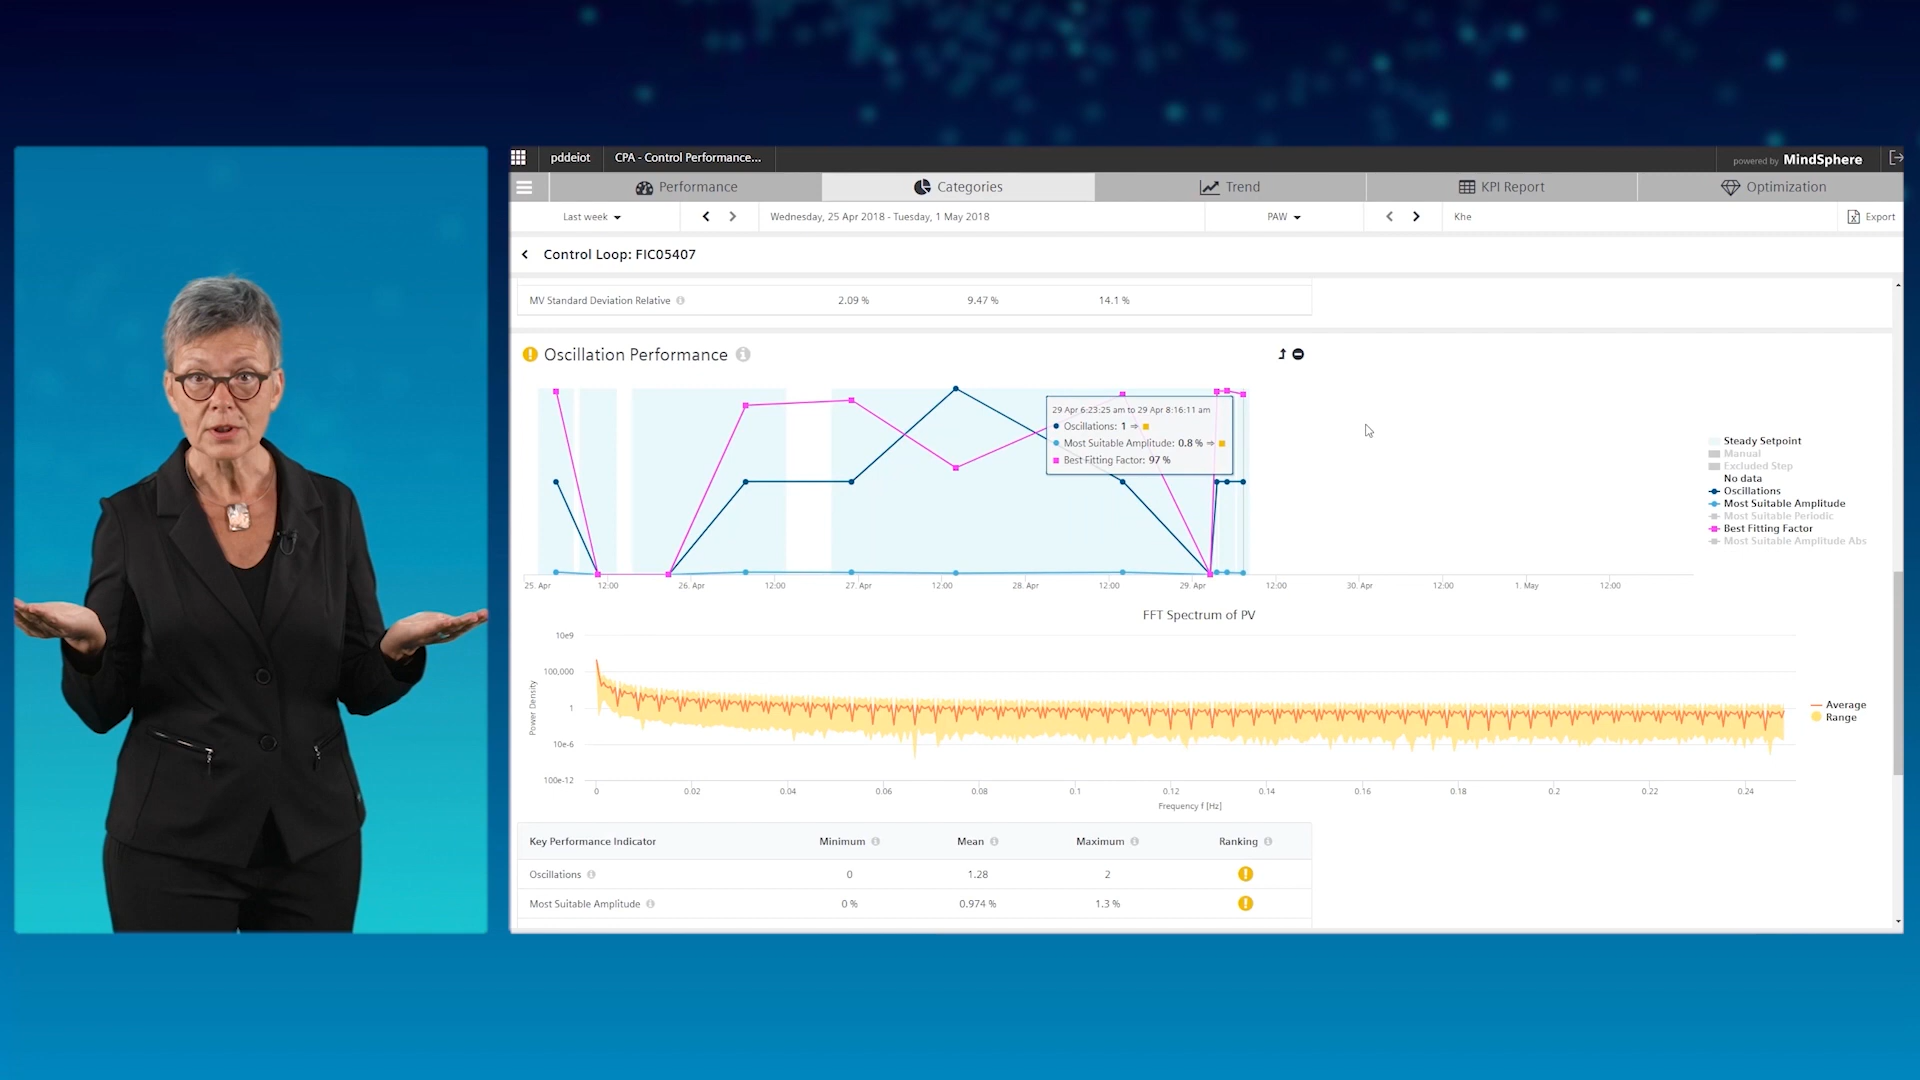 pddeiot CPA - Control Performance... powered by MindSphere
Performance Categories Trend KPI Report Optimization
Last week Wednesday, 25 Apr 2018 - Tuesday, 1 May 2018 PAW Khe Export
Control Loop: FIC05407
MV Standard Deviation Relative 2.09 % 9.47 % 14.1 %
Oscillation Performance
29 Apr 6:23:25 am to 29 Apr 8:16:11 am
Oscillations: 1 ⇒
Most Suitable Amplitude: 0.8 % ⇒
Best Fitting Factor: 97 %
Steady Setpoint
Manual
Excluded Step
No data
Oscillations
Most Suitable Amplitude
Most Suitable Periodic
Best Fitting Factor
Most Suitable Amplitude Abs
25. Apr 12:00 26. Apr 12:00 27. Apr 12:00 28. Apr 12:00 29. Apr 12:00 30. Apr 12:00 1. May 12:00
FFT Spectrum of PV
10e9
100,000
1
10e-6
100e-12
Power Density
Average
Range
0 0.02 0.04 0.06 0.08 0.1 0.12 0.14 0.16 0.18 0.2 0.22 0.24
Frequency f [Hz]
Key Performance Indicator Minimum Mean Maximum Ranking
Oscillations 0 1.28 2
Most Suitable Amplitude 0 % 0.974 % 1.3 %